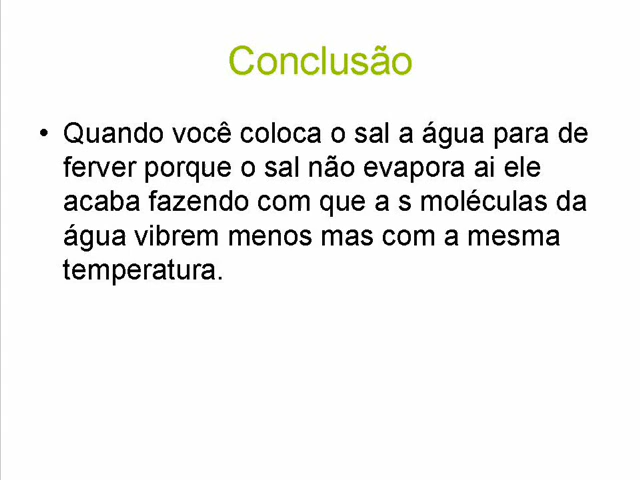 Conclusão
• Quando você coloca o sal a água para de
ferver porque o sal não evapora ai ele
acaba fazendo com que a s moléculas da
água vibrem menos mas com a mesma
temperatura.